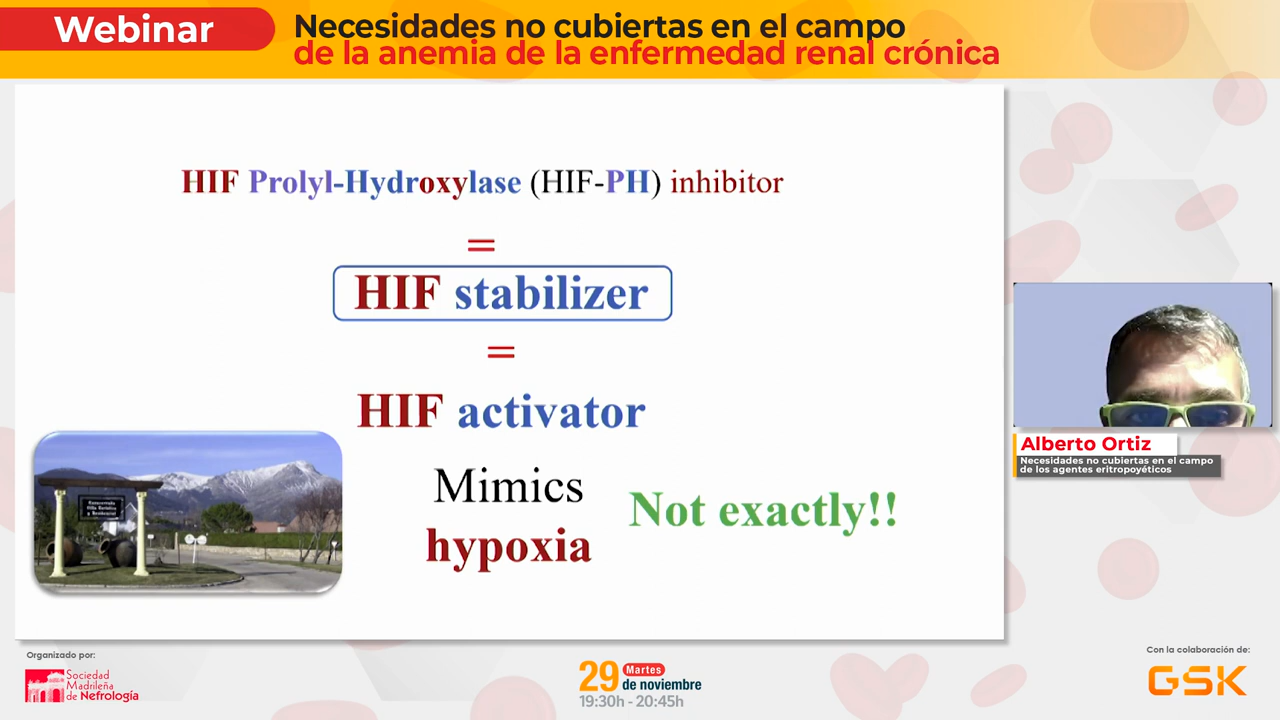 Webinar
Necesidades no cubiertas en el campo
de la anemia de la enfermedad renal crónica
HIF Prolyl-Hydroxylase (HIF-PH) inhibitor
=
HIF stabilizer
=
HIF activator
Mimics
hypoxia
Not exactly!!
Alberto Ortiz
Necesidades no cubiertas en el campo
de los agentes eritropoyéticos
Organizado por:
Sociedad
Madrileña
de Nefrología
29 Martes
de noviembre
19:30h - 20:45h
Con la colaboración de:
GSK